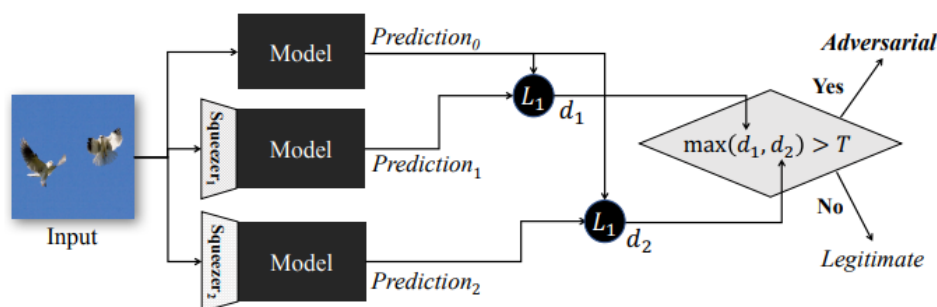 Model
Prediction₀
Adversarial
Yes
L₁
d₁
Squeezer₁
Model
Prediction₁
max(d₁, d₂) > T
Input
L₁
d₂
No
Squeezer₂
Model
Prediction₂
Legitimate